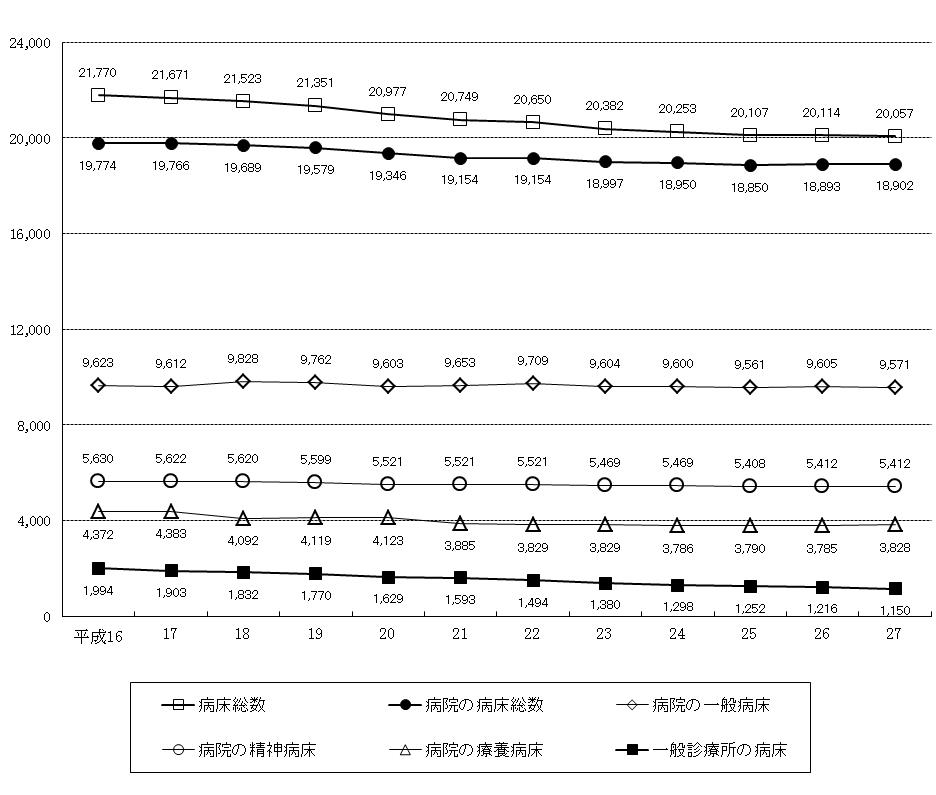 24,000
21,770 21,671 21,523 21,351 20,977 20,749 20,650 20,382 20,253 20,107 20,114 20,057
20,000
19,774 19,766 19,689 19,579 19,346 19,154 19,154 18,997 18,950 18,850 18,893 18,902
16,000
12,000
9,623 9,612 9,828 9,762 9,603 9,653 9,709 9,604 9,600 9,561 9,605 9,571
8,000
5,630 5,622 5,620 5,599 5,521 5,521 5,521 5,469 5,469 5,408 5,412 5,412
4,000
4,372 4,383 4,092 4,119 4,123 3,885 3,829 3,829 3,786 3,790 3,785 3,828
1,994 1,903 1,832 1,770 1,629 1,593 1,494 1,380 1,298 1,252 1,216 1,150
0
平成16 17 18 19 20 21 22 23 24 25 26 27
病床総数 病院の病床総数 病院の一般病床
病院の精神病床 病院の療養病床 一般診療所の病床